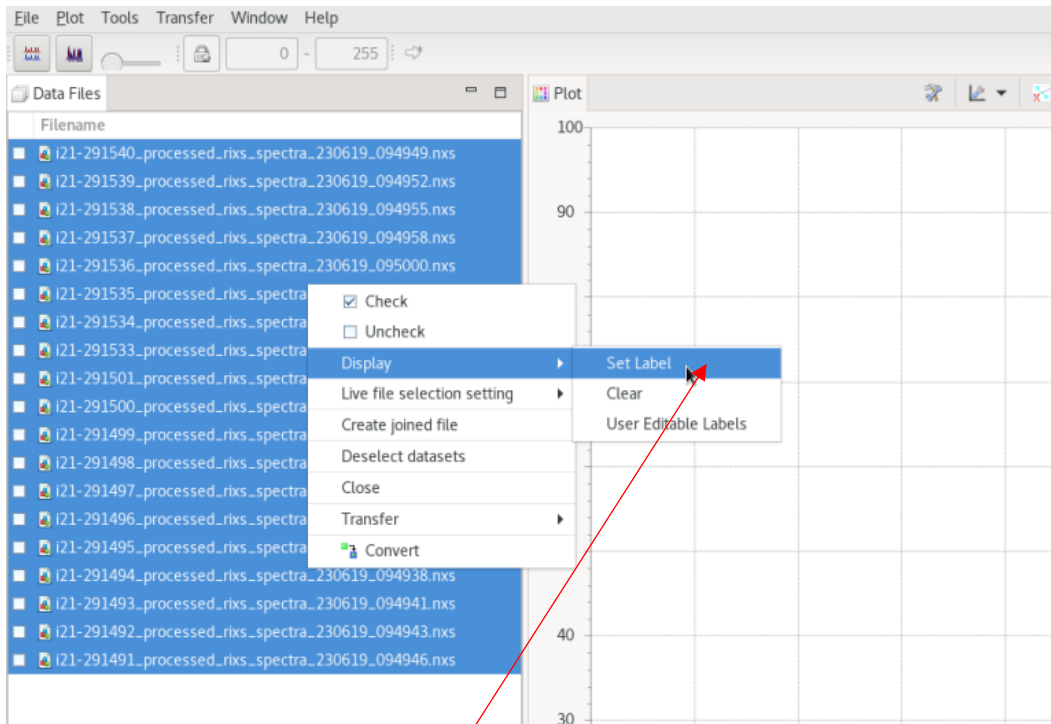 File Plot Tools Transfer Window Help
0 - 255
Data Files
Plot
Filename
i21-291540_processed_rixs_spectra_230619_094949.nxs
i21-291539_processed_rixs_spectra_230619_094952.nxs
i21-291538_processed_rixs_spectra_230619_094955.nxs
i21-291537_processed_rixs_spectra_230619_094958.nxs
i21-291536_processed_rixs_spectra_230619_095000.nxs
i21-291535_processed_rixs_spectra
i21-291534_processed_rixs_spectra
i21-291533_processed_rixs_spectra
i21-291501_processed_rixs_spectra
i21-291500_processed_rixs_spectra
i21-291499_processed_rixs_spectra
i21-291498_processed_rixs_spectra
i21-291497_processed_rixs_spectra
i21-291496_processed_rixs_spectra
i21-291495_processed_rixs_spectra
i21-291494_processed_rixs_spectra_230619_094938.nxs
i21-291493_processed_rixs_spectra_230619_094941.nxs
i21-291492_processed_rixs_spectra_230619_094943.nxs
i21-291491_processed_rixs_spectra_230619_094946.nxs
Check
Uncheck
Display
Live file selection setting
Create joined file
Deselect datasets
Close
Transfer
Convert
Set Label
Clear
User Editable Labels
100
90
40
30